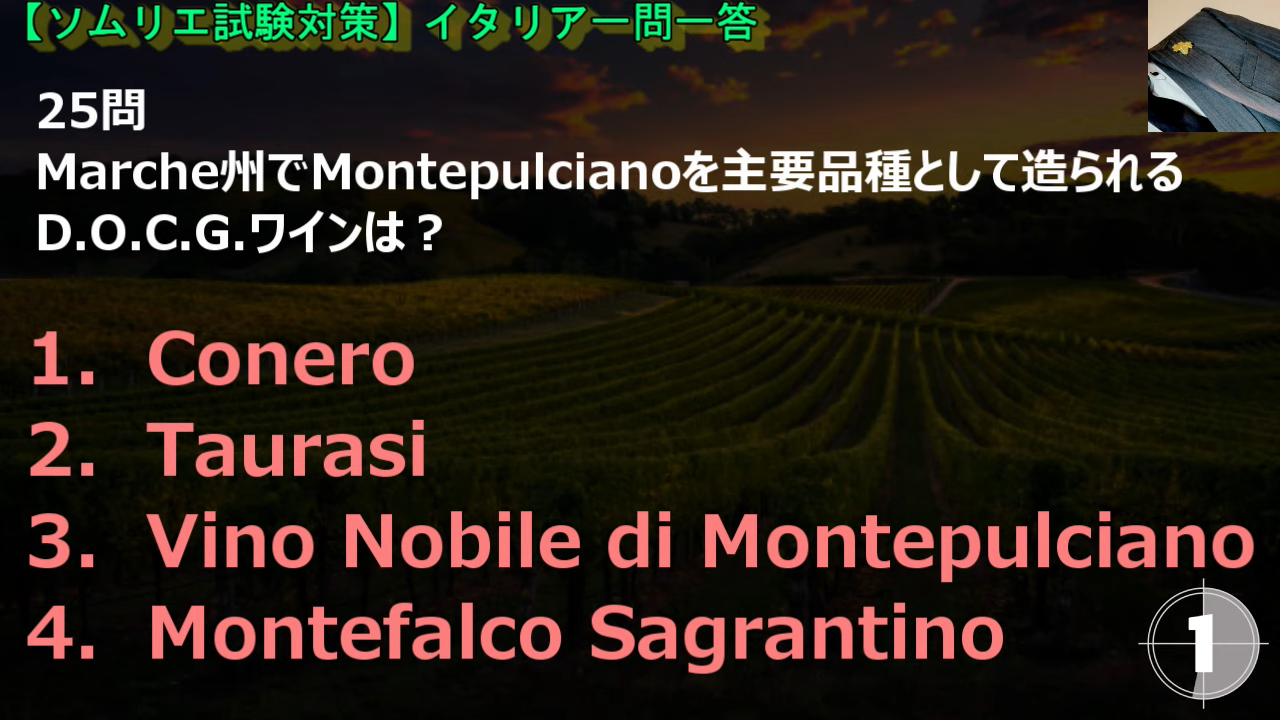 【ソムリエ試験対策】イタリア一問一答
25問
Marche州でMontepulcianoを主要品種として造られる
D.O.C.G.ワインは？
1. Conero
2. Taurasi
3. Vino Nobile di Montepulciano
4. Montefalco Sagrantino
1